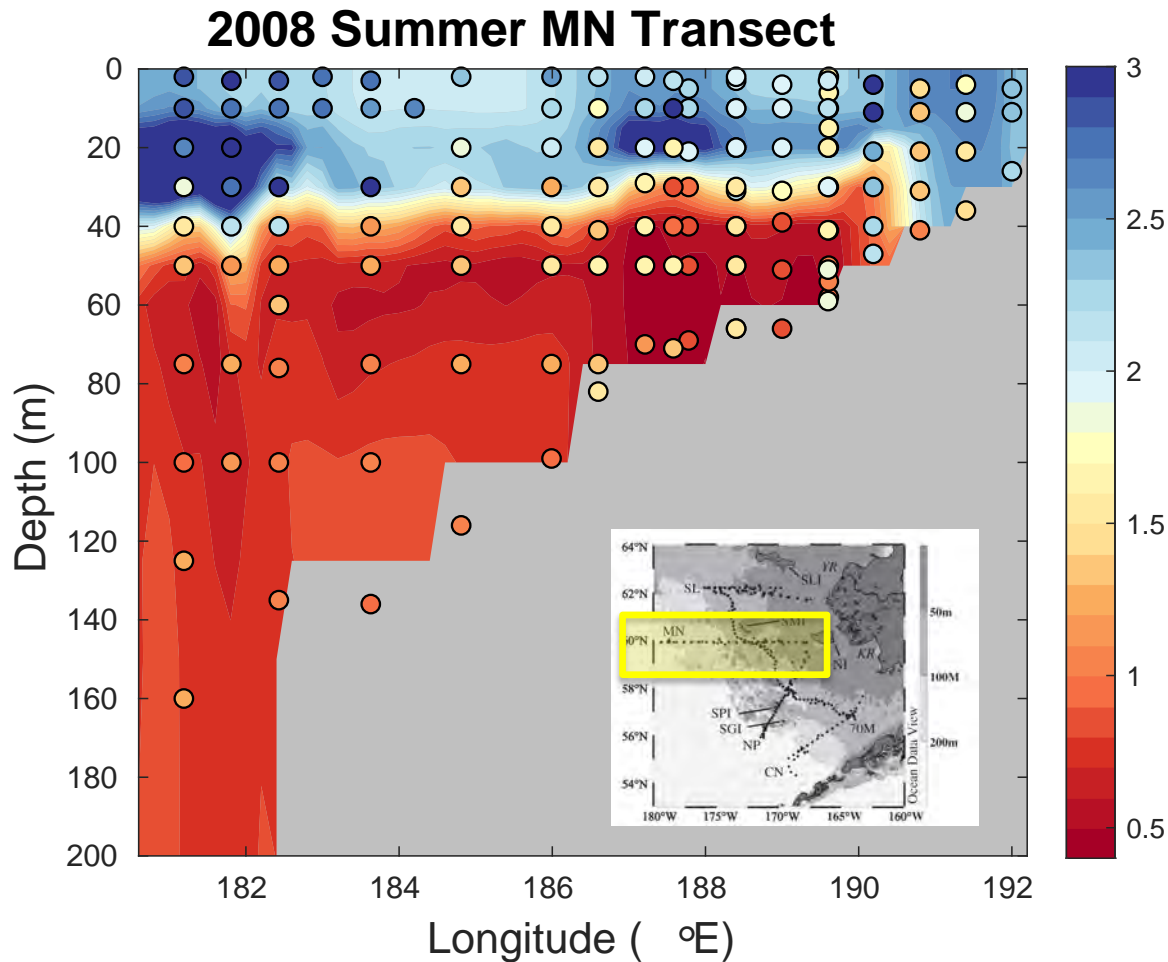 2008 Summer MN Transect
0
20
40
60
80
100
120
140
160
180
200
Depth (m)
182
184
186
188
190
192
Longitude ( °E)
3
2.5
2
1.5
1
0.5
64°N
62°N
60°N
58°N
56°N
54°N
180°W
175°W
170°W
165°W
160°W
SL
SLI
YR
MN
NMI
NI
KR
SPI
SGI
NP
70M
CN
50m
100M
200m
Ocean Data View